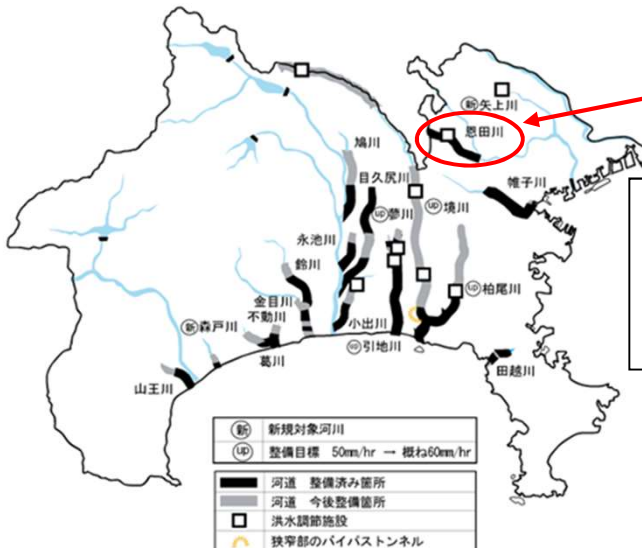 新 矢上川
恩田川
鳩川
目久尻川
帷子川
up 境川
up 蓼川
永池川
鈴川
up 柏尾川
金目川
不動川
新 森戸川
小出川
up 引地川
葛川
田越川
山王川
新 新規対象河川
up 整備目標 50mm/hr → 概ね60mm/hr
河道 整備済み箇所
河道 今後整備箇所
洪水調節施設
狭窄部のバイパストンネル